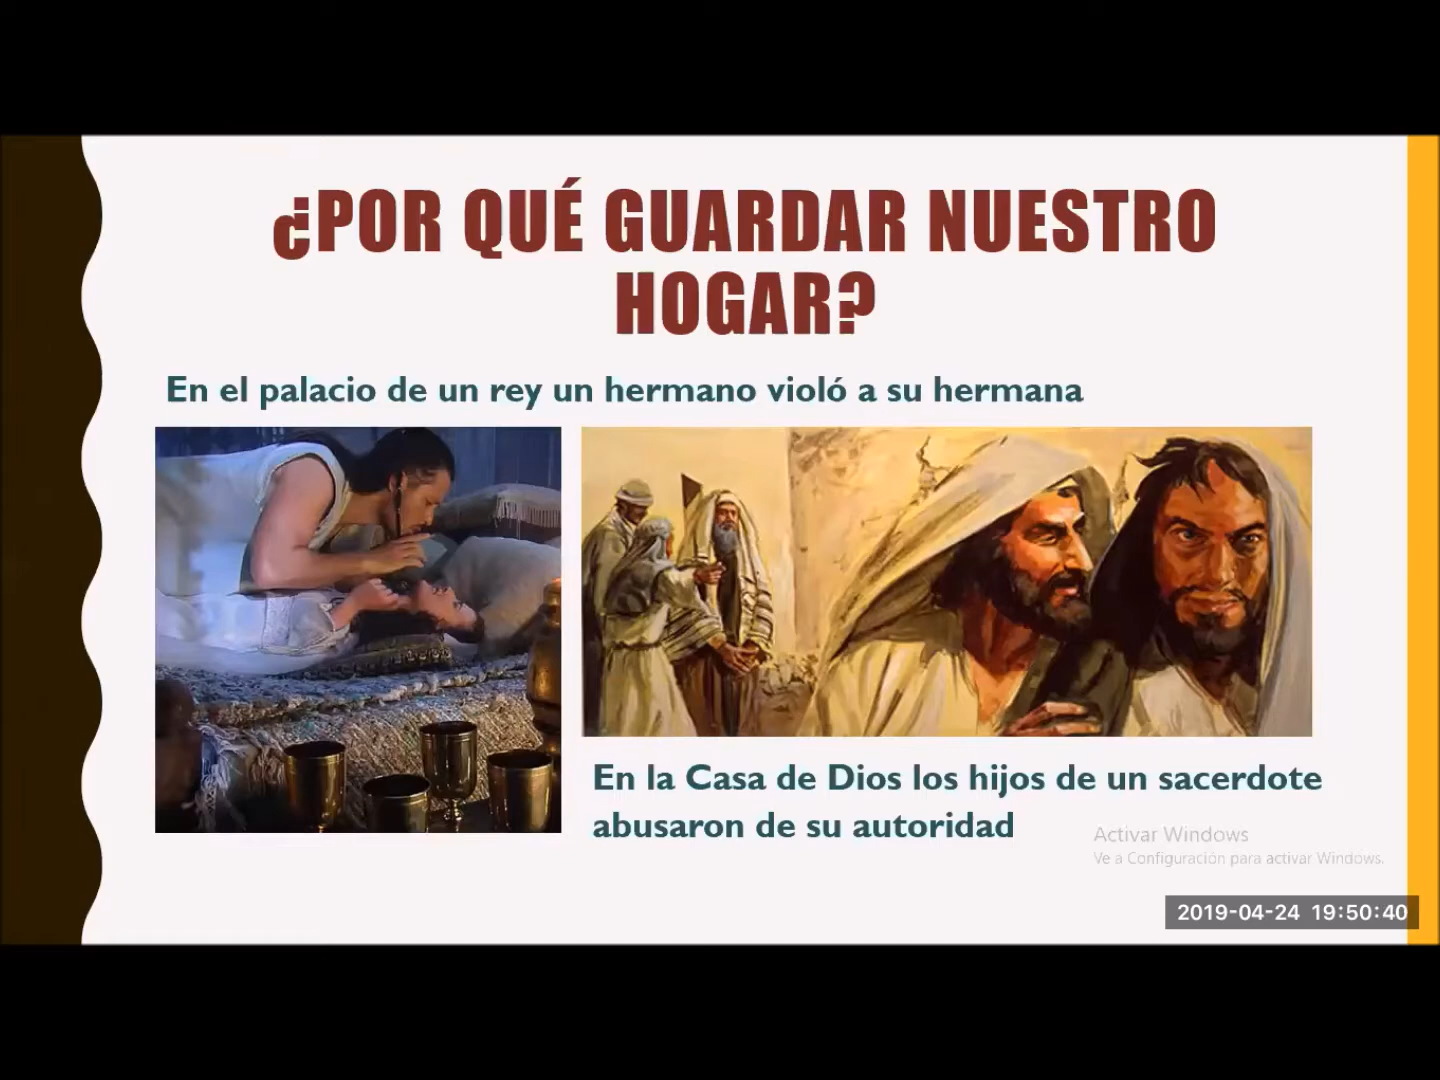 ¿POR QUÉ GUARDAR NUESTRO
HOGAR?
En el palacio de un rey un hermano violó a su hermana
En la Casa de Dios los hijos de un sacerdote
abusaron de su autoridad
Activar Windows
Ve a Configuración para activar Windows.
2019-04-24 19:50:40